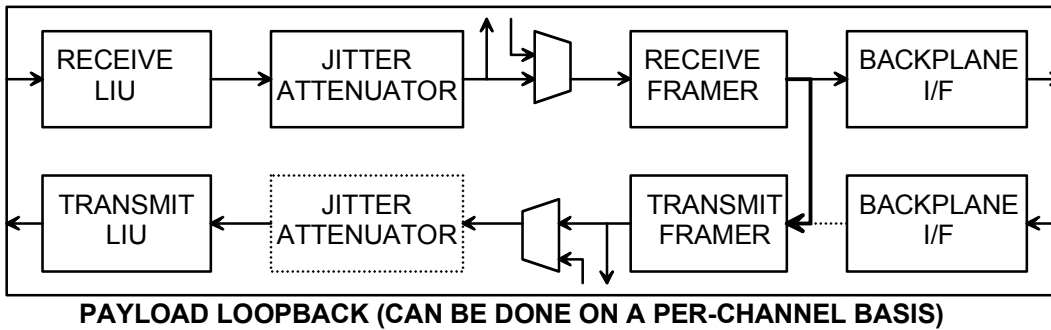 RECEIVE
LIU
JITTER
ATTENUATOR
RECEIVE
FRAMER
BACKPLANE
I/F
TRANSMIT
LIU
JITTER
ATTENUATOR
TRANSMIT
FRAMER
BACKPLANE
I/F
PAYLOAD LOOPBACK (CAN BE DONE ON A PER-CHANNEL BASIS)